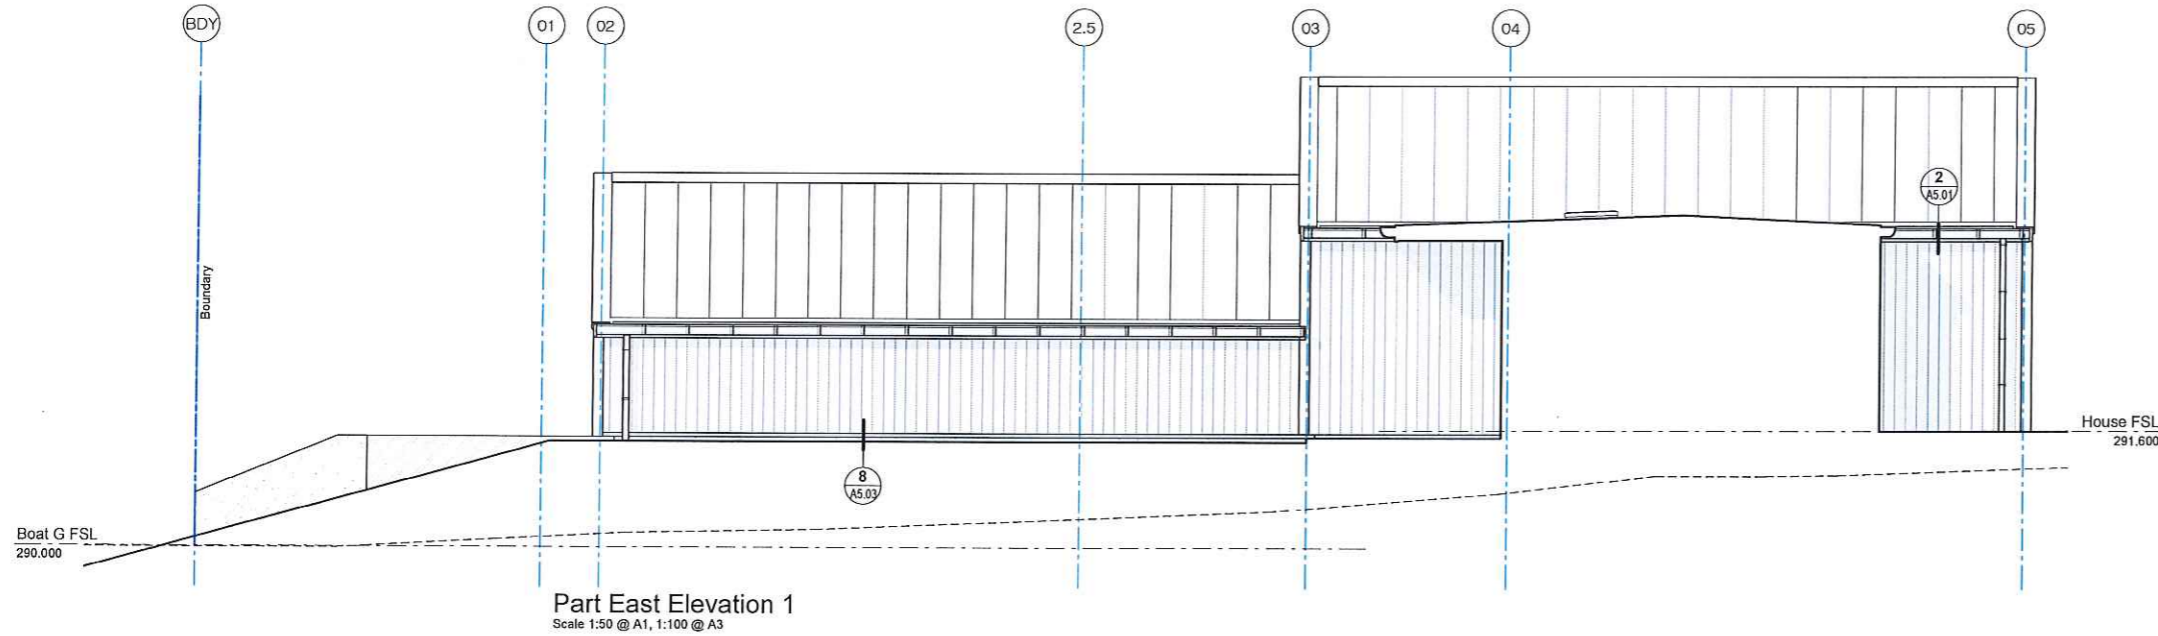 BDY
01
02
2.5
03
04
05
2
A5.01
Boundary
House FSL
291.600
8
A5.03
Boat G FSL
290.000
Part East Elevation 1
Scale 1:50 @ A1, 1:100 @ A3